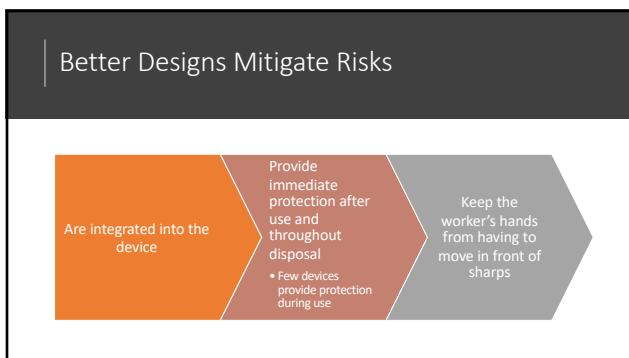 Better Designs Mitigate Risks
Are integrated into the
device
Provide
immediate
protection after
use and
throughout
disposal
• Few devices
provide protection
during use
Keep the
worker's hands
from having to
move in front of
sharps